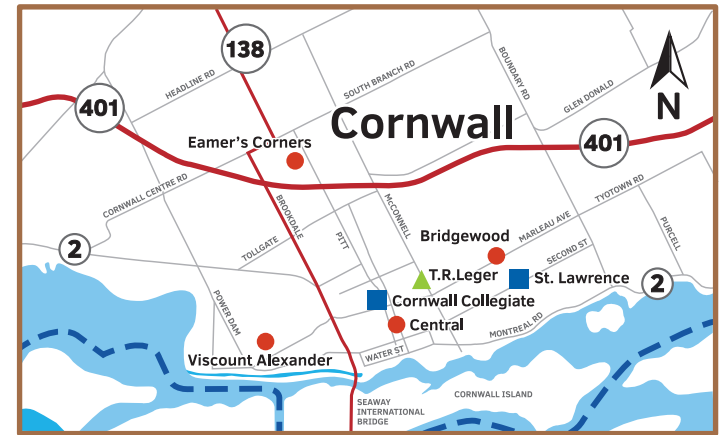 138
HEADLINE RD
SOUTH BRANCH RD
BOUNDARY RD
GLEN DONALD
N
401
Cornwall
401
Eamer's Corners
CORNWALL CENTRE RD
BROOKDALE
PITT
MCCONNELL
TYOTOWN RD
MARLEAU AVE
PURCELL
2
TOLLGATE
Bridgewood
SECOND ST
T.R.Leger
St. Lawrence
2
POWER DAM
Cornwall Collegiate
Central
MONTREAL RD
WATER ST
Viscount Alexander
CORNWALL ISLAND
SEAWAY
INTERNATIONAL
BRIDGE